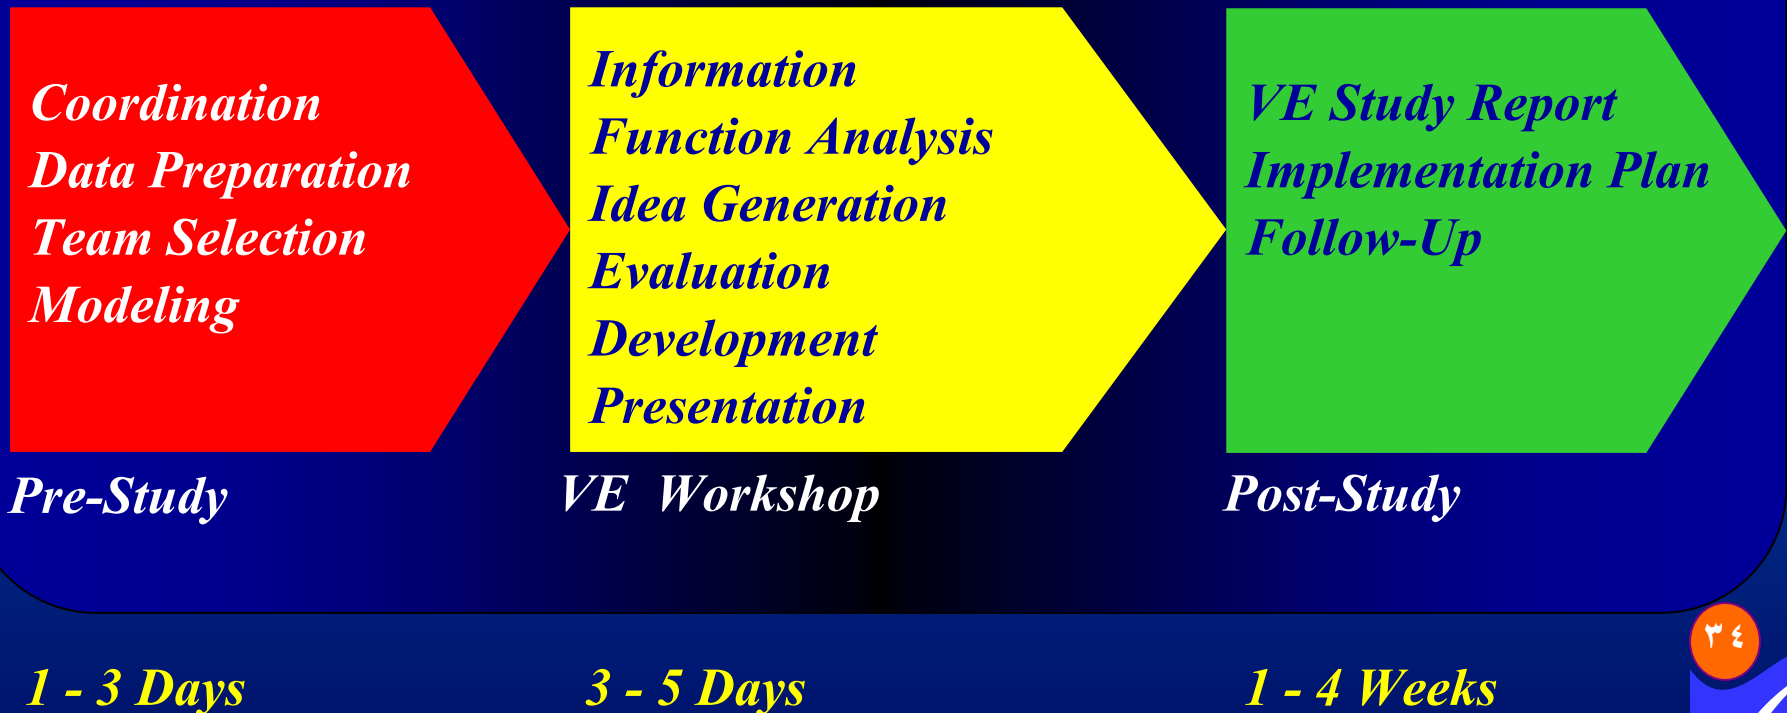 Coordination
Data Preparation
Team Selection
Modeling
Information
Function Analysis
Idea Generation
Evaluation
Development
Presentation
VE Study Report
Implementation Plan
Follow-Up
Pre-Study
VE Workshop
Post-Study
1 - 3 Days
3 - 5 Days
1 - 4 Weeks
٣٤